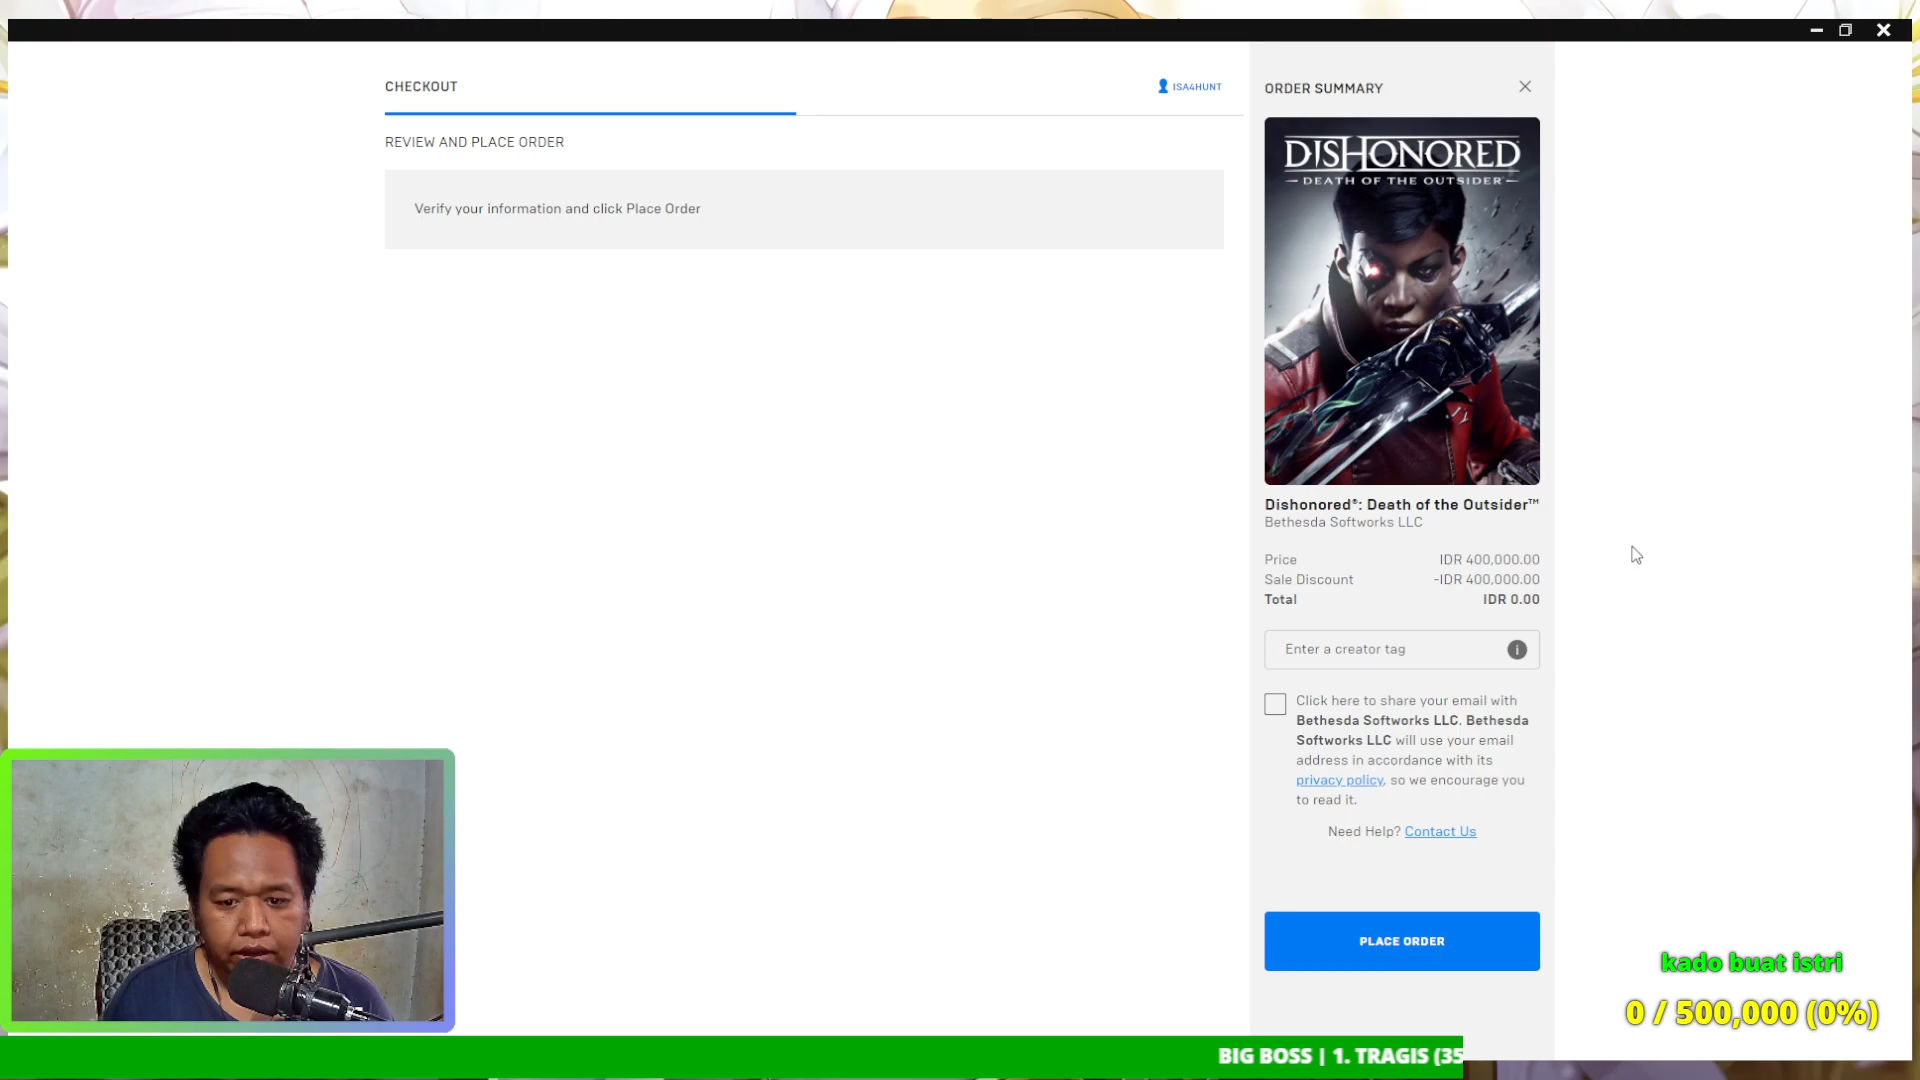 CHECKOUT
ISA4HUNT
REVIEW AND PLACE ORDER
Verify your information and click Place Order
ORDER SUMMARY
DISHONORED
DEATH OF THE OUTSIDER
Dishonored®: Death of the Outsider™
Bethesda Softworks LLC
Price IDR 400,000.00
Sale Discount -IDR 400,000.00
Total IDR 0.00
Enter a creator tag
Click here to share your email with
Bethesda Softworks LLC. Bethesda
Softworks LLC will use your email
address in accordance with its
privacy policy, so we encourage you
to read it.
Need Help? Contact Us
PLACE ORDER
kado buat istri
0 / 500,000 (0%)
BIG BOSS | 1. TRAGIS (35